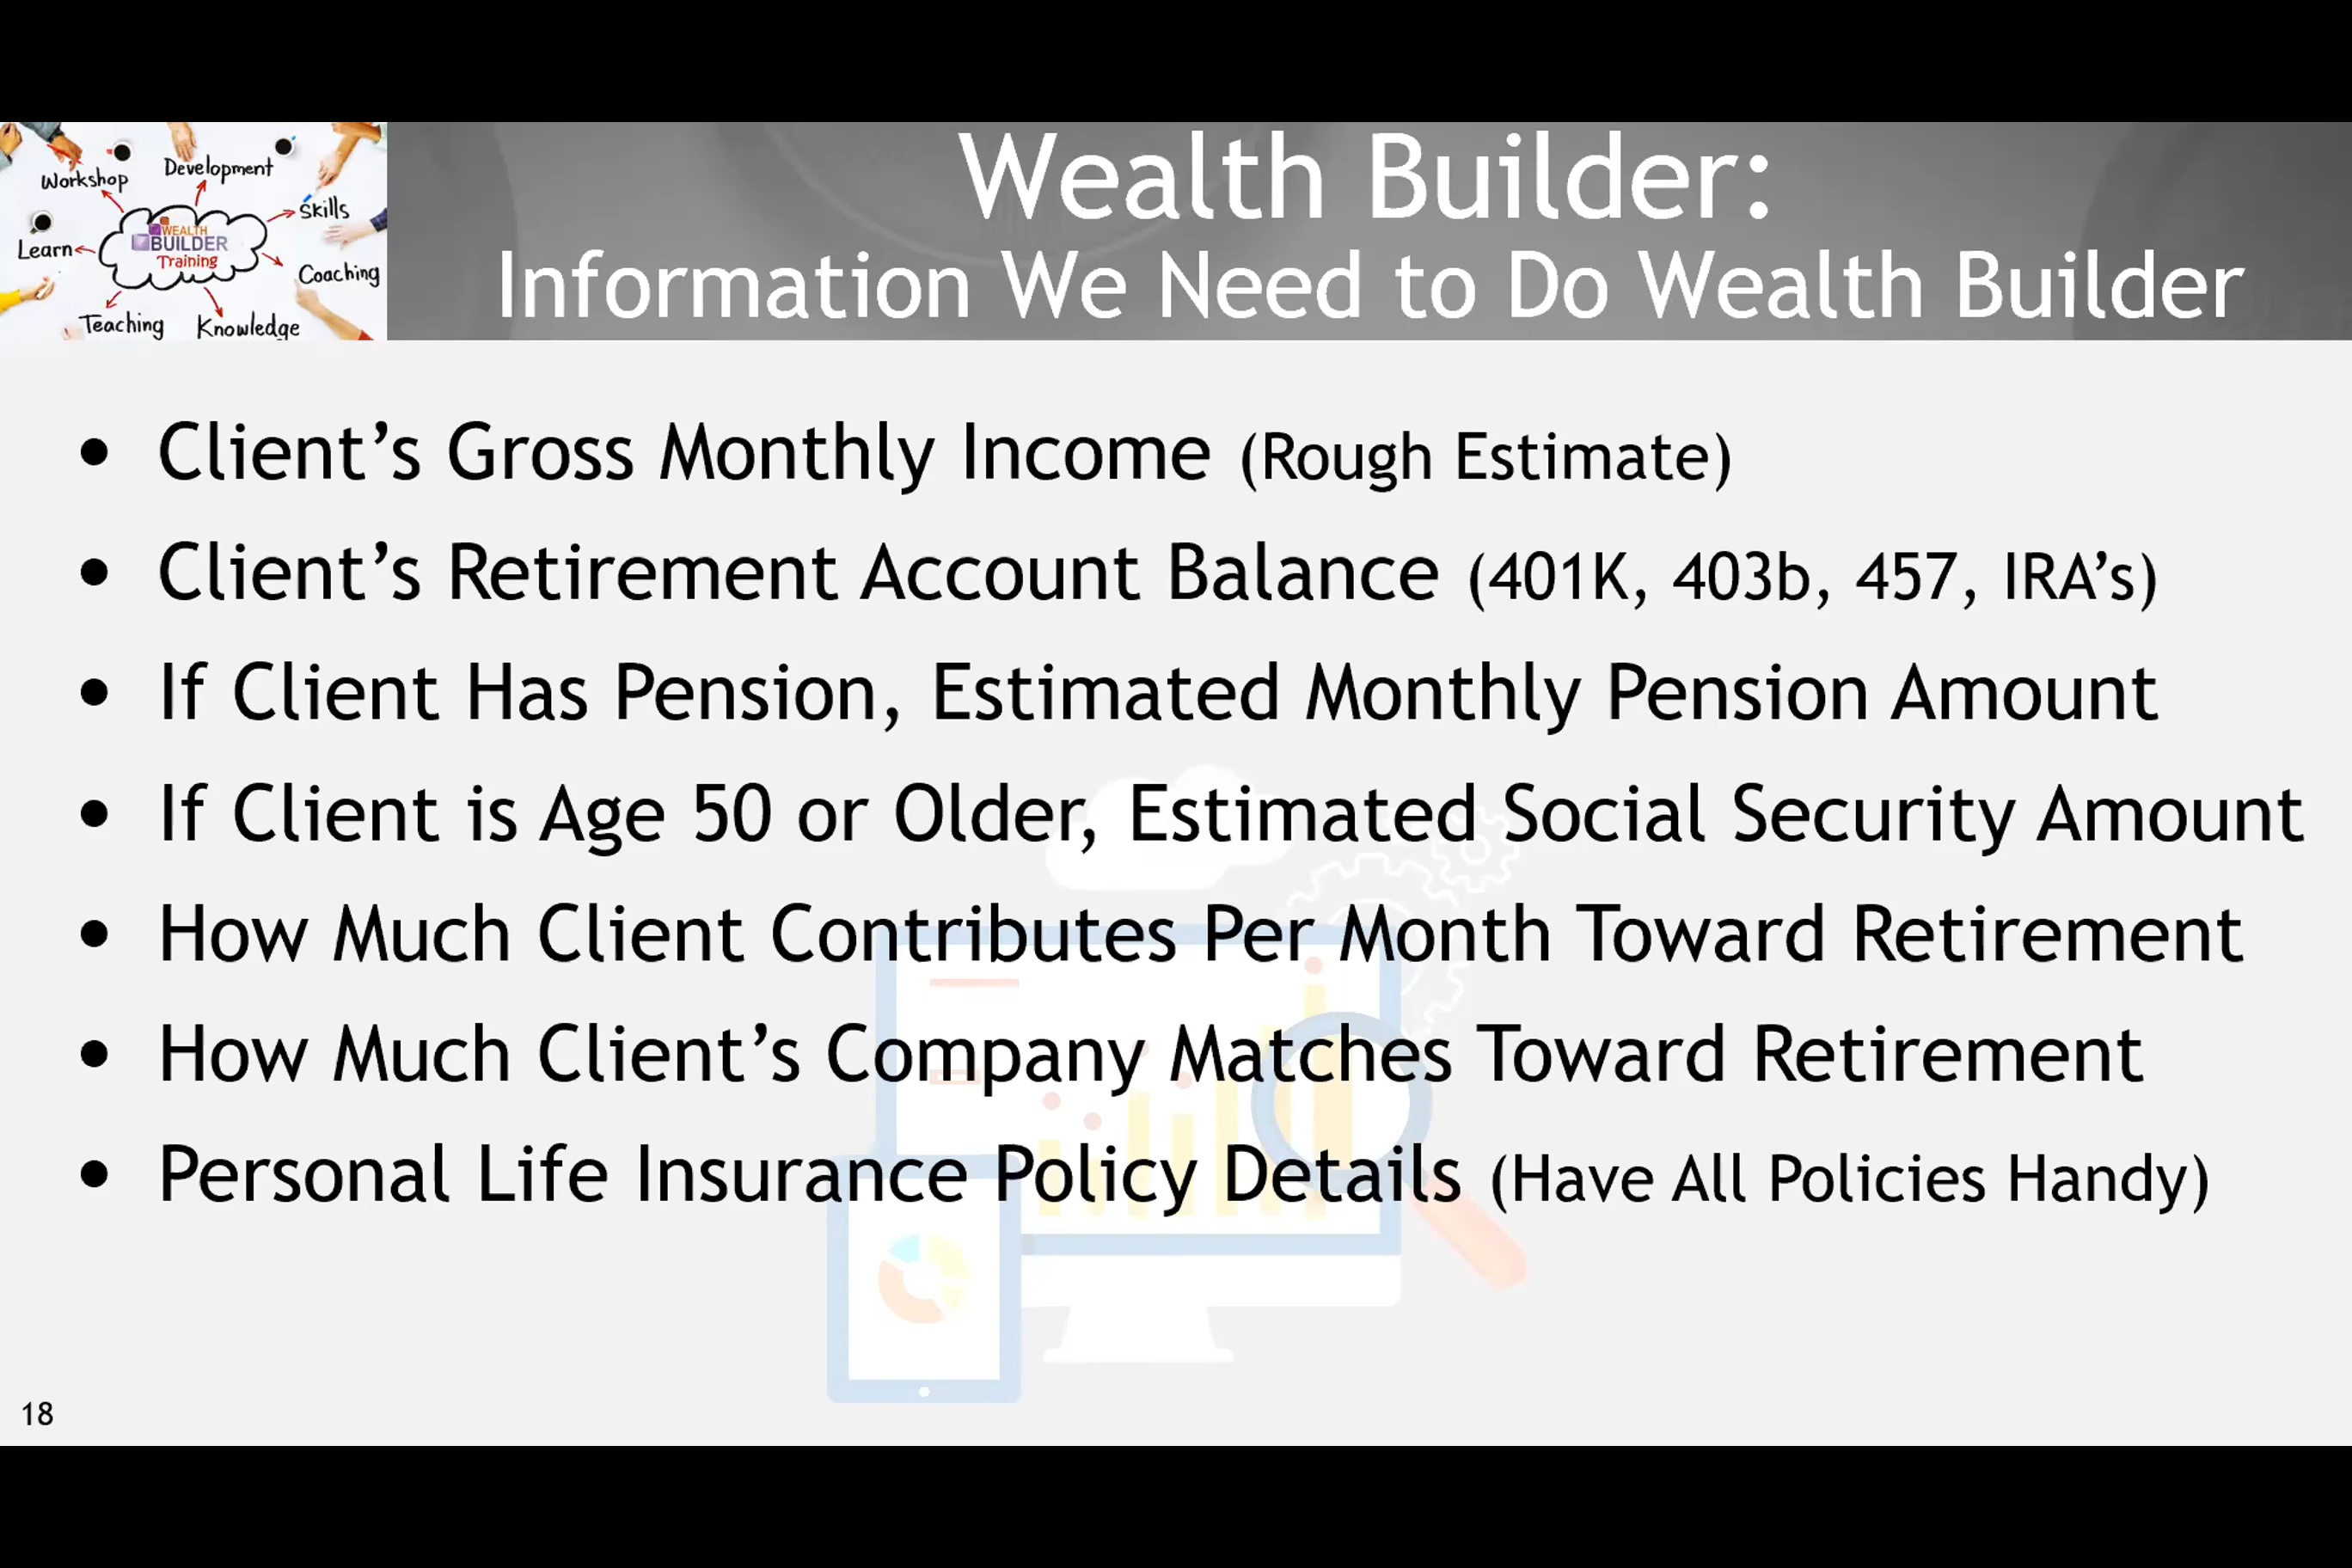 Workshop
Development
Skills
Learn
WEALTH
BUILDER
Training
Coaching
Teaching
Knowledge
Wealth Builder:
Information We Need to Do Wealth Builder
• Client’s Gross Monthly Income (Rough Estimate)
• Client’s Retirement Account Balance (401K, 403b, 457, IRA’s)
• If Client Has Pension, Estimated Monthly Pension Amount
• If Client is Age 50 or Older, Estimated Social Security Amount
• How Much Client Contributes Per Month Toward Retirement
• How Much Client’s Company Matches Toward Retirement
• Personal Life Insurance Policy Details (Have All Policies Handy)
18